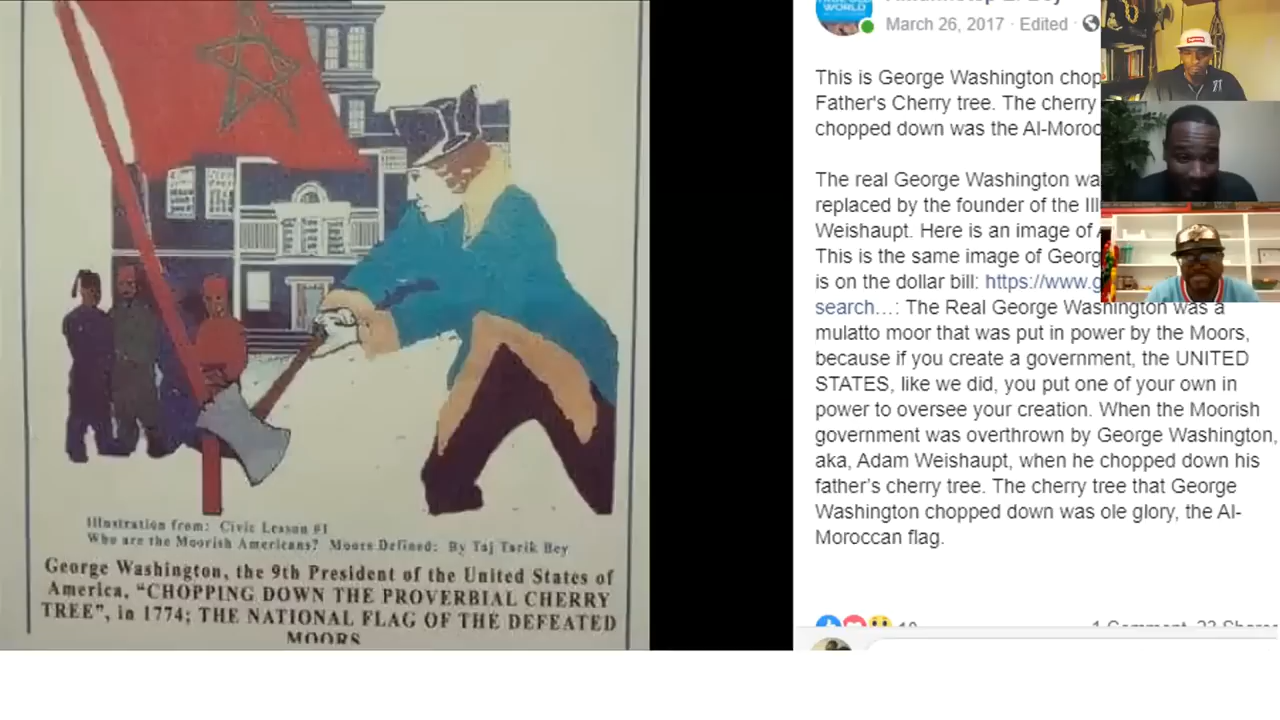 Illustration from: Civic Lesson #1
Who are the Moorish Americans? Moors Defined: By Taj Tarik Bey
George Washington, the 9th President of the United States of
America, “CHOPPING DOWN THE PROVERBIAL CHERRY
TREE”, in 1774; THE NATIONAL FLAG OF THE DEFEATED
MOORS
WORLD
March 26, 2017 · Edited ·
This is George Washington chop
Father's Cherry tree. The cherry
chopped down was the Al-Moroc
The real George Washington wa
replaced by the founder of the Ill
Weishaupt. Here is an image of A
This is the same image of Georg
is on the dollar bill: https://www.g
search…: The Real George Washington was a
mulatto moor that was put in power by the Moors,
because if you create a government, the UNITED
STATES, like we did, you put one of your own in
power to oversee your creation. When the Moorish
government was overthrown by George Washington,
aka, Adam Weishaupt, when he chopped down his
father’s cherry tree. The cherry tree that George
Washington chopped down was ole glory, the Al-
Moroccan flag.
1 Comment 23 Shares